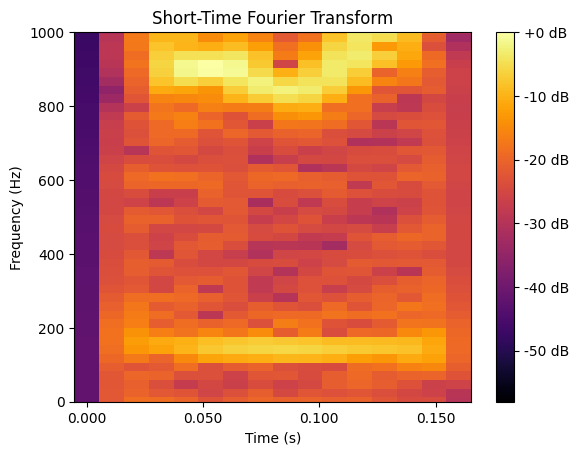 Short-Time Fourier Transform
1000
800
600
400
200
0
Frequency (Hz)
0.000
0.050
0.100
0.150
Time (s)
+0 dB
-10 dB
-20 dB
-30 dB
-40 dB
-50 dB